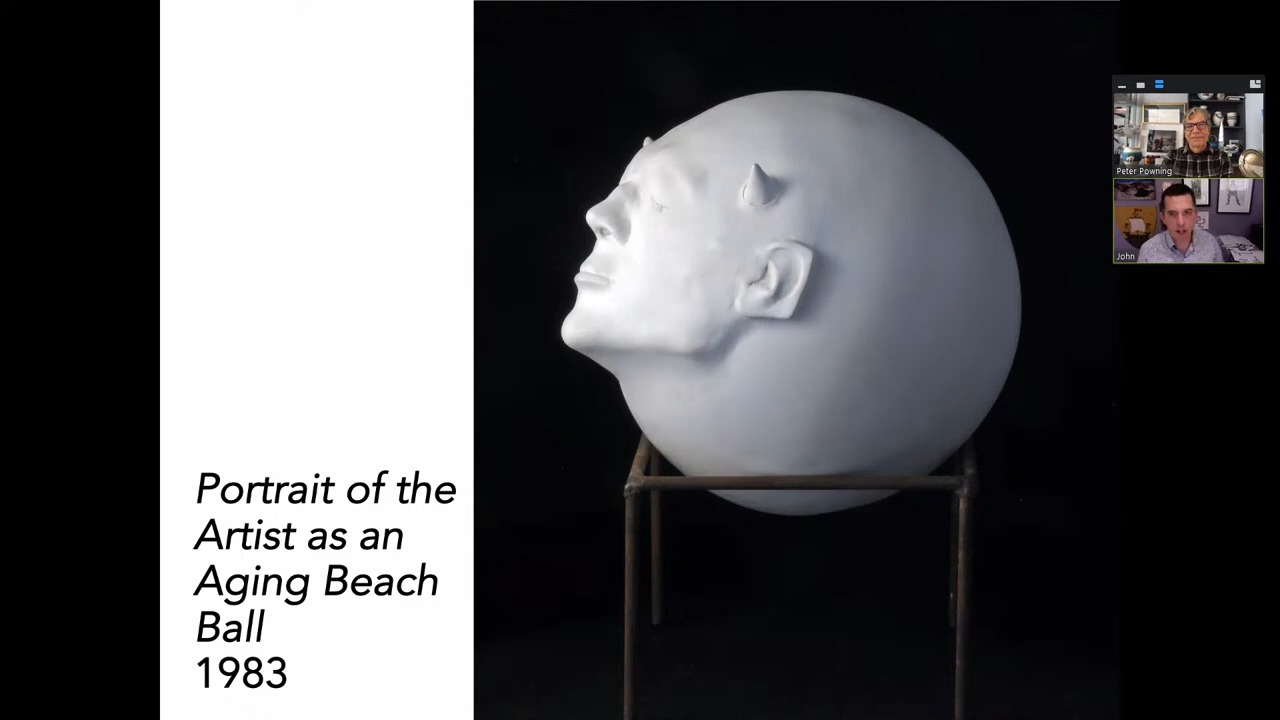 Portrait of the
Artist as an
Aging Beach
Ball
1983
Peter Powning
John